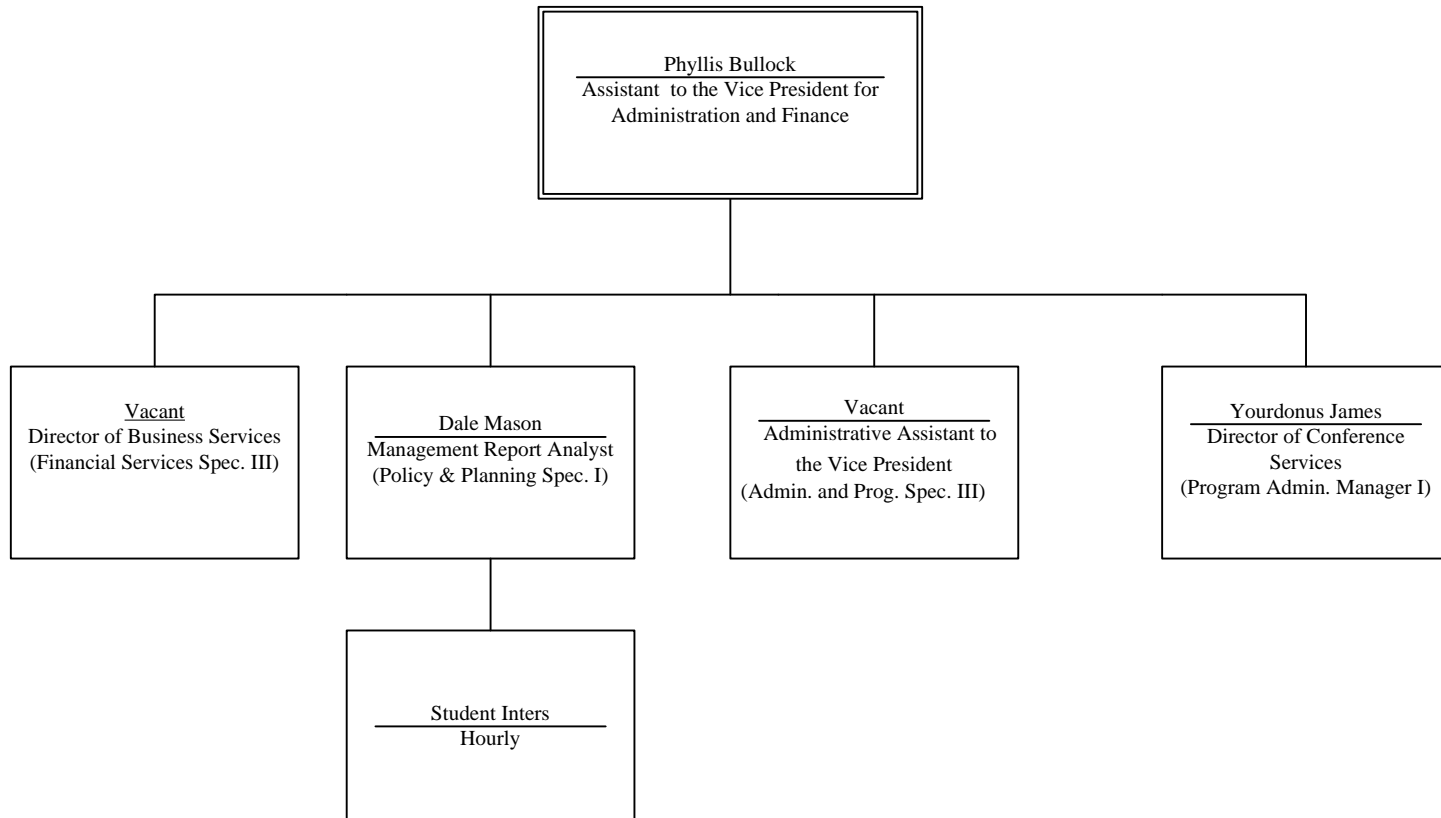 Phyllis Bullock
Assistant to the Vice President for
Administration and Finance
Vacant
Director of Business Services
(Financial Services Spec. III)
Dale Mason
Management Report Analyst
(Policy & Planning Spec. I)
Vacant
Administrative Assistant to
the Vice President
(Admin. and Prog. Spec. III)
Yourdonus James
Director of Conference
Services
(Program Admin. Manager I)
Student Inters
Hourly